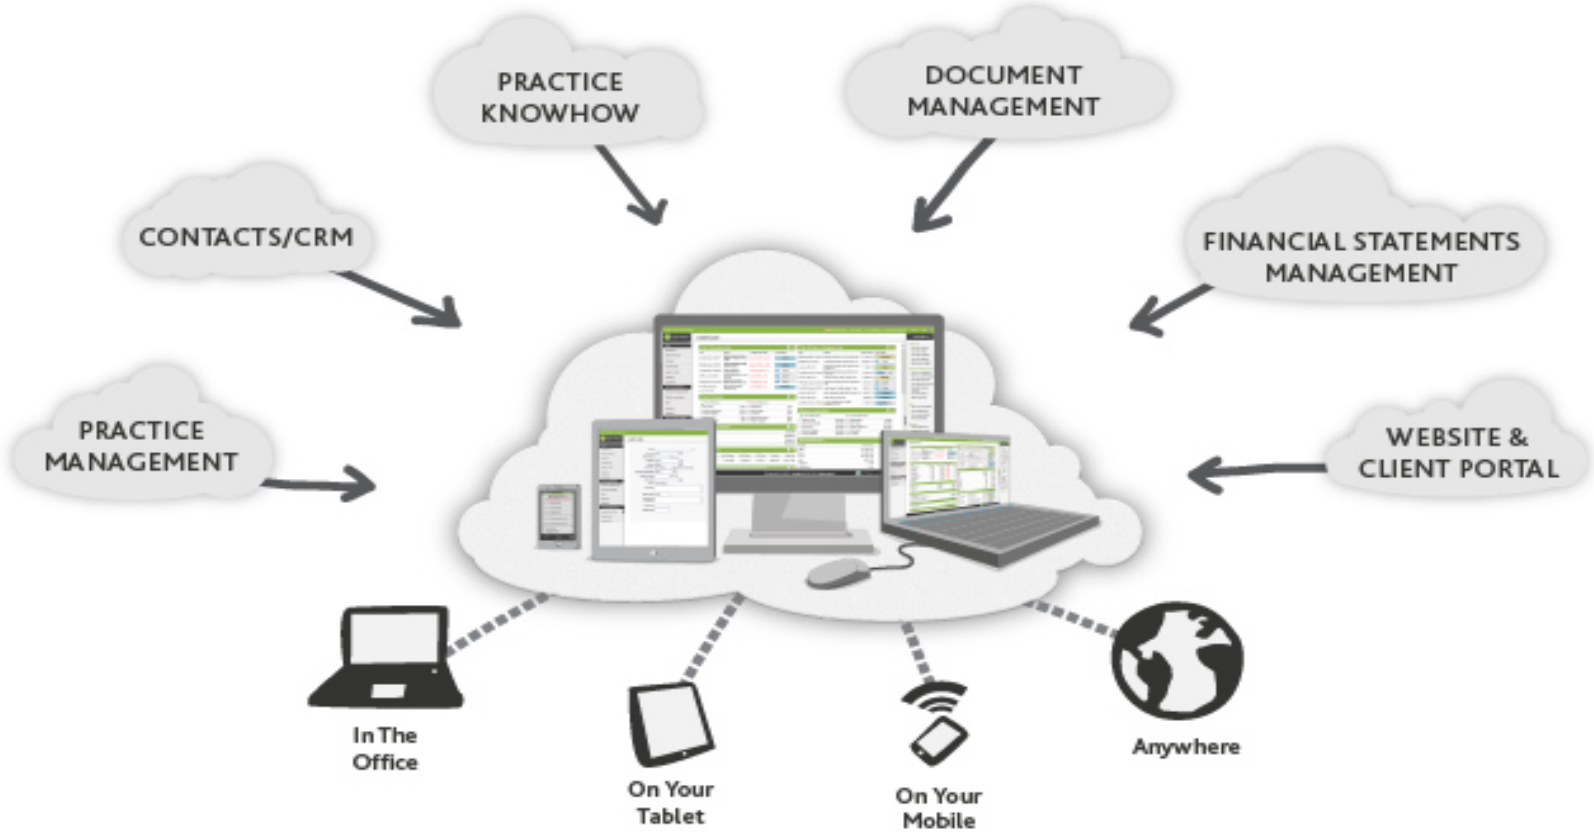 PRACTICE
KNOWHOW
DOCUMENT
MANAGEMENT
CONTACTS/CRM
FINANCIAL STATEMENTS
MANAGEMENT
PRACTICE
MANAGEMENT
WEBSITE &
CLIENT PORTAL
In The
Office
On Your
Tablet
On Your
Mobile
Anywhere